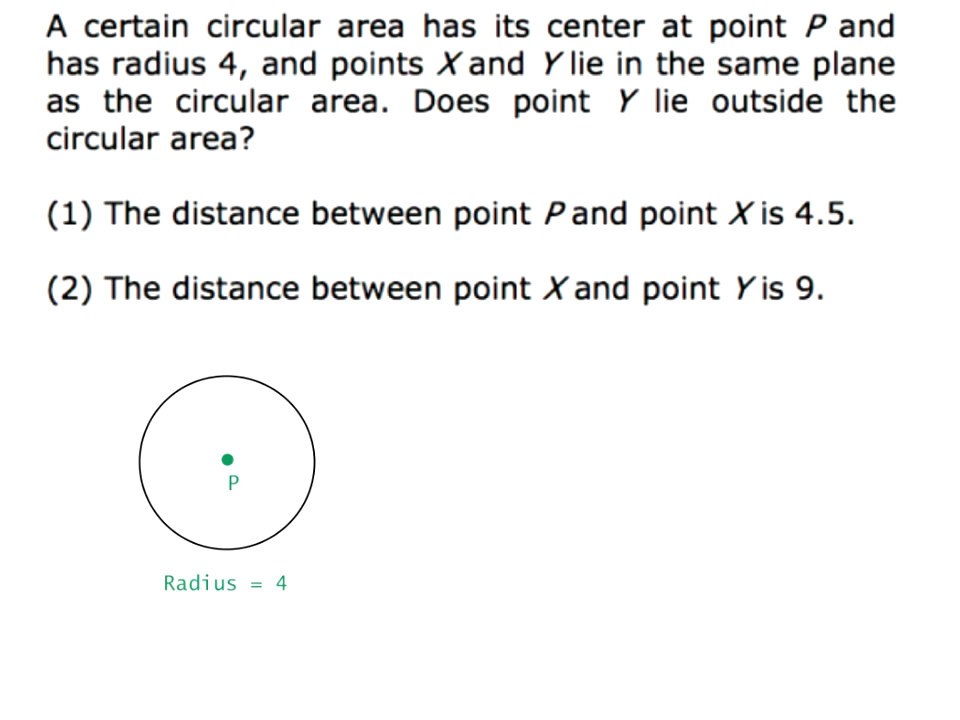 A certain circular area has its center at point P and
has radius 4, and points X and Y lie in the same plane
as the circular area. Does point Y lie outside the
circular area?
(1) The distance between point P and point X is 4.5.
(2) The distance between point X and point Y is 9.
P
Radius = 4